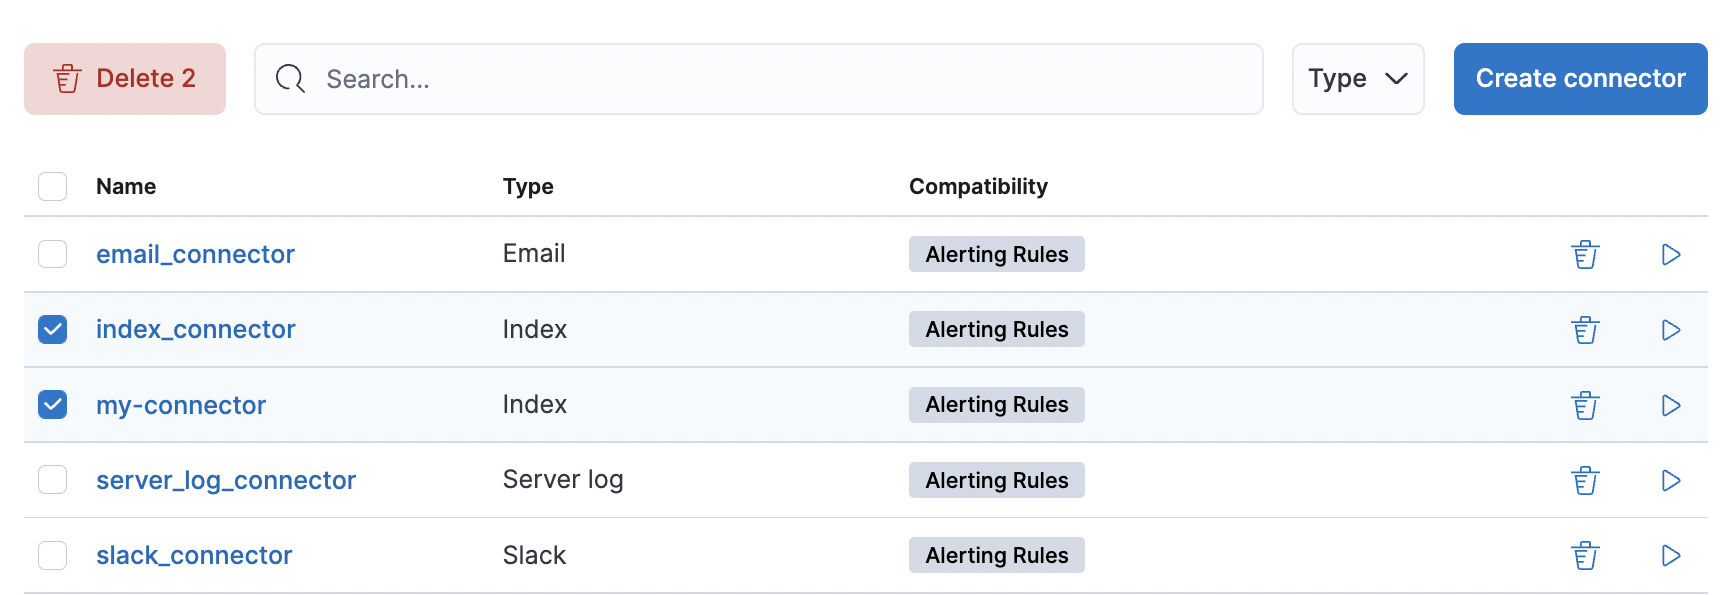 Delete 2 Search... Type Create connector
Name Type Compatibility
email_connector Email Alerting Rules
index_connector Index Alerting Rules
my-connector Index Alerting Rules
server_log_connector Server log Alerting Rules
slack_connector Slack Alerting Rules